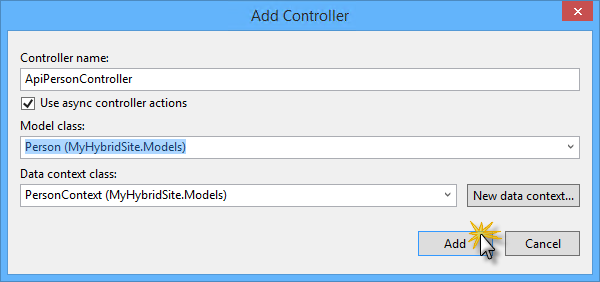 Add Controller
Controller name:
ApiPersonController
Use async controller actions
Model class:
Person (MyHybridSite.Models)
Data context class:
PersonContext (MyHybridSite.Models)
New data context...
Add
Cancel